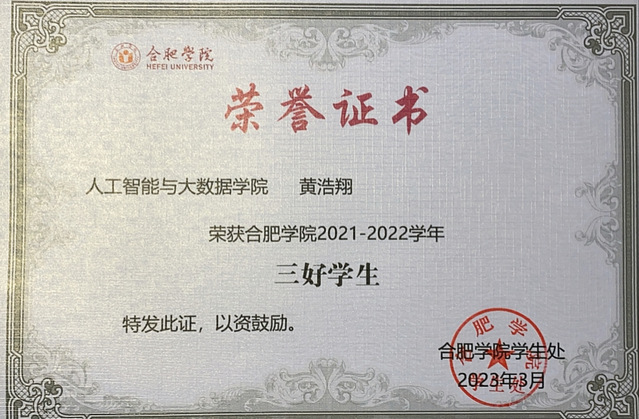 合肥学院
HEFEI UNIVERSITY
荣誉证书
人工智能与大数据学院 黄浩翔
荣获合肥学院2021-2022学年
三好学生
特发此证，以资鼓励。
合肥学院学生处
2023年3月